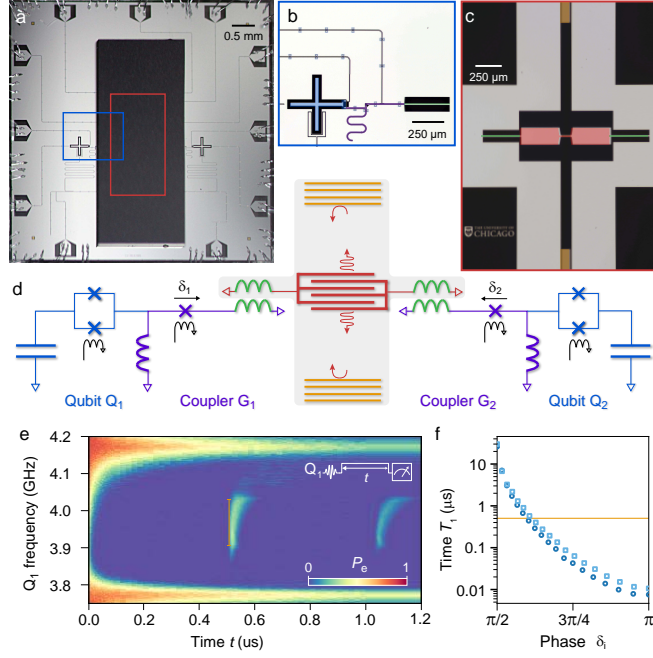 a
0.5 mm
b
250 µm
c
250 µm
THE UNIVERSITY OF
CHICAGO
d
δ1
δ2
Qubit Q1
Coupler G1
Coupler G2
Qubit Q2
e
4.2
4.1
4.0
3.9
3.8
Q1 frequency (GHz)
Q1
t
Pe
0
1
0.0
0.2
0.4
0.6
0.8
1.0
1.2
Time t (us)
f
10
1
0.1
0.01
Time T1 (µs)
π/2
3π/4
π
Phase δi